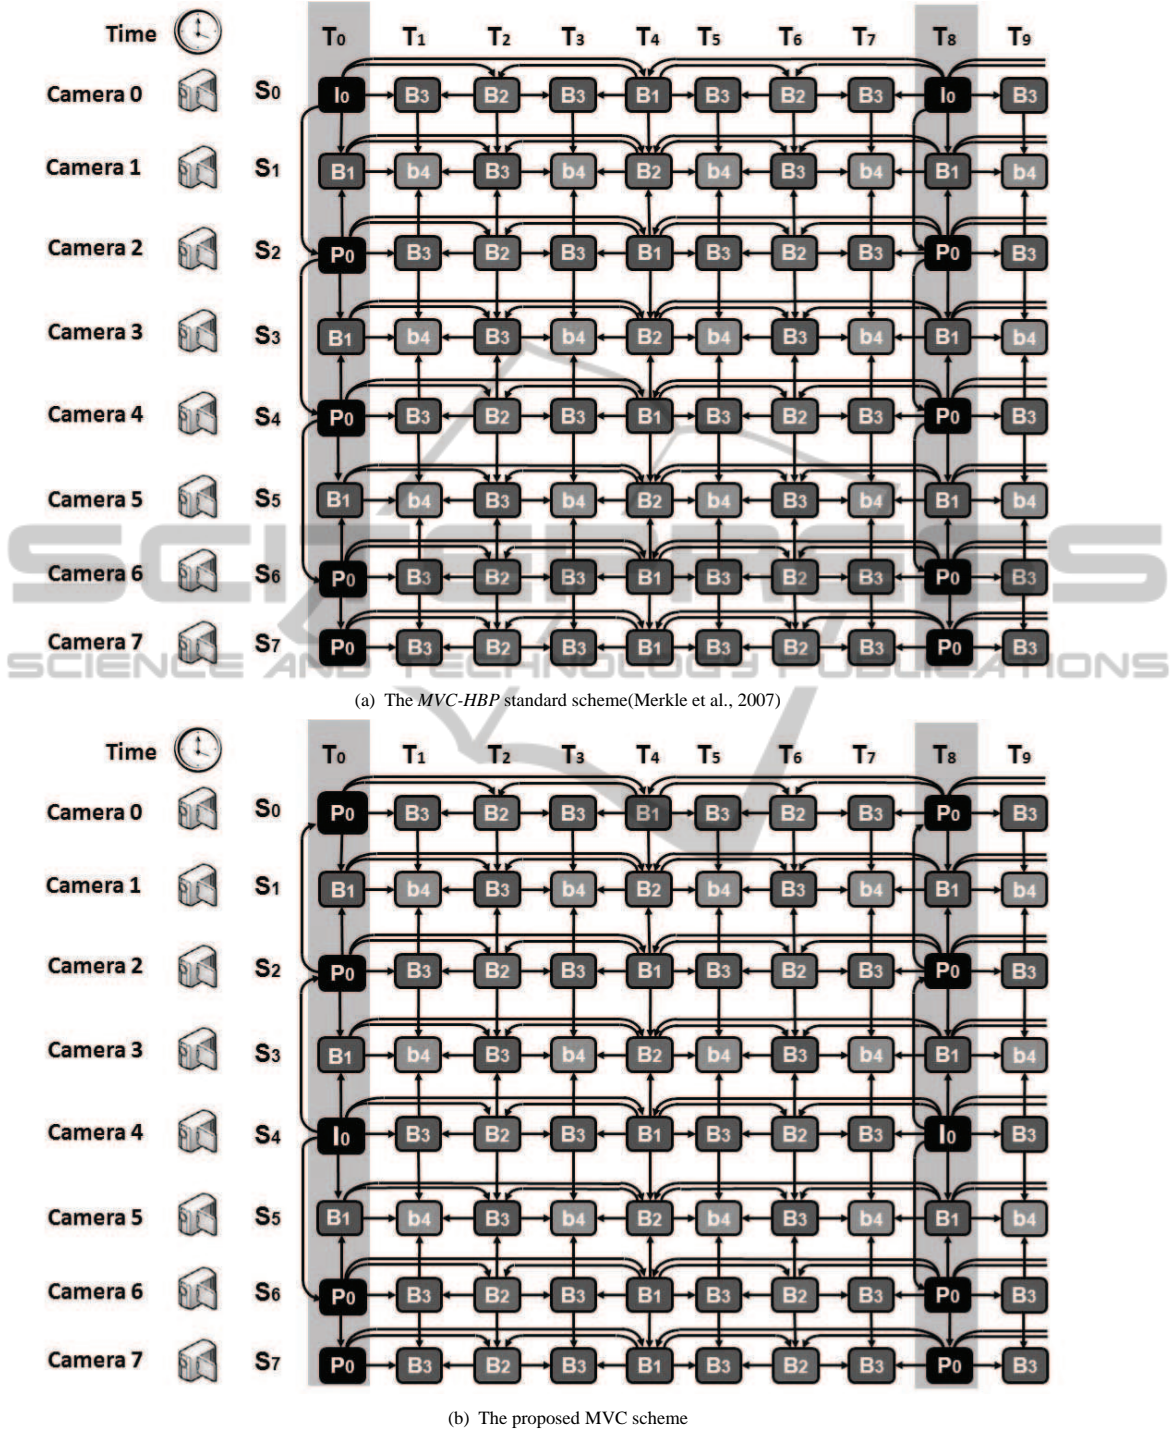 Time T0 T1 T2 T3 T4 T5 T6 T7 T8 T9
Camera 0 S0 I0 B3 B2 B3 B1 B3 B2 B3 I0 B3
Camera 1 S1 B1 b4 B3 b4 B2 b4 B3 b4 B1 b4
Camera 2 S2 P0 B3 B2 B3 B1 B3 B2 B3 P0 B3
Camera 3 S3 B1 b4 B3 b4 B2 b4 B3 b4 B1 b4
Camera 4 S4 P0 B3 B2 B3 B1 B3 B2 B3 P0 B3
Camera 5 S5 B1 b4 B3 b4 B2 b4 B3 b4 B1 b4
SCITEPRESS
Camera 6 S6 P0 B3 B2 B3 B1 B3 B2 B3 P0 B3
Camera 7 S7 P0 B3 B2 B3 B1 B3 B2 B3 P0 B3
SCIENCE AND TECHNOLOGY PUBLICATIONS
(a) The MVC-HBP standard scheme(Merkle et al., 2007)
Time T0 T1 T2 T3 T4 T5 T6 T7 T8 T9
Camera 0 S0 P0 B3 B2 B3 B1 B3 B2 B3 P0 B3
Camera 1 S1 B1 b4 B3 b4 B2 b4 B3 b4 B1 b4
Camera 2 S2 P0 B3 B2 B3 B1 B3 B2 B3 P0 B3
Camera 3 S3 B1 b4 B3 b4 B2 b4 B3 b4 B1 b4
Camera 4 S4 I0 B3 B2 B3 B1 B3 B2 B3 I0 B3
Camera 5 S5 B1 b4 B3 b4 B2 b4 B3 b4 B1 b4
Camera 6 S6 P0 B3 B2 B3 B1 B3 B2 B3 P0 B3
Camera 7 S7 P0 B3 B2 B3 B1 B3 B2 B3 P0 B3
(b) The proposed MVC scheme